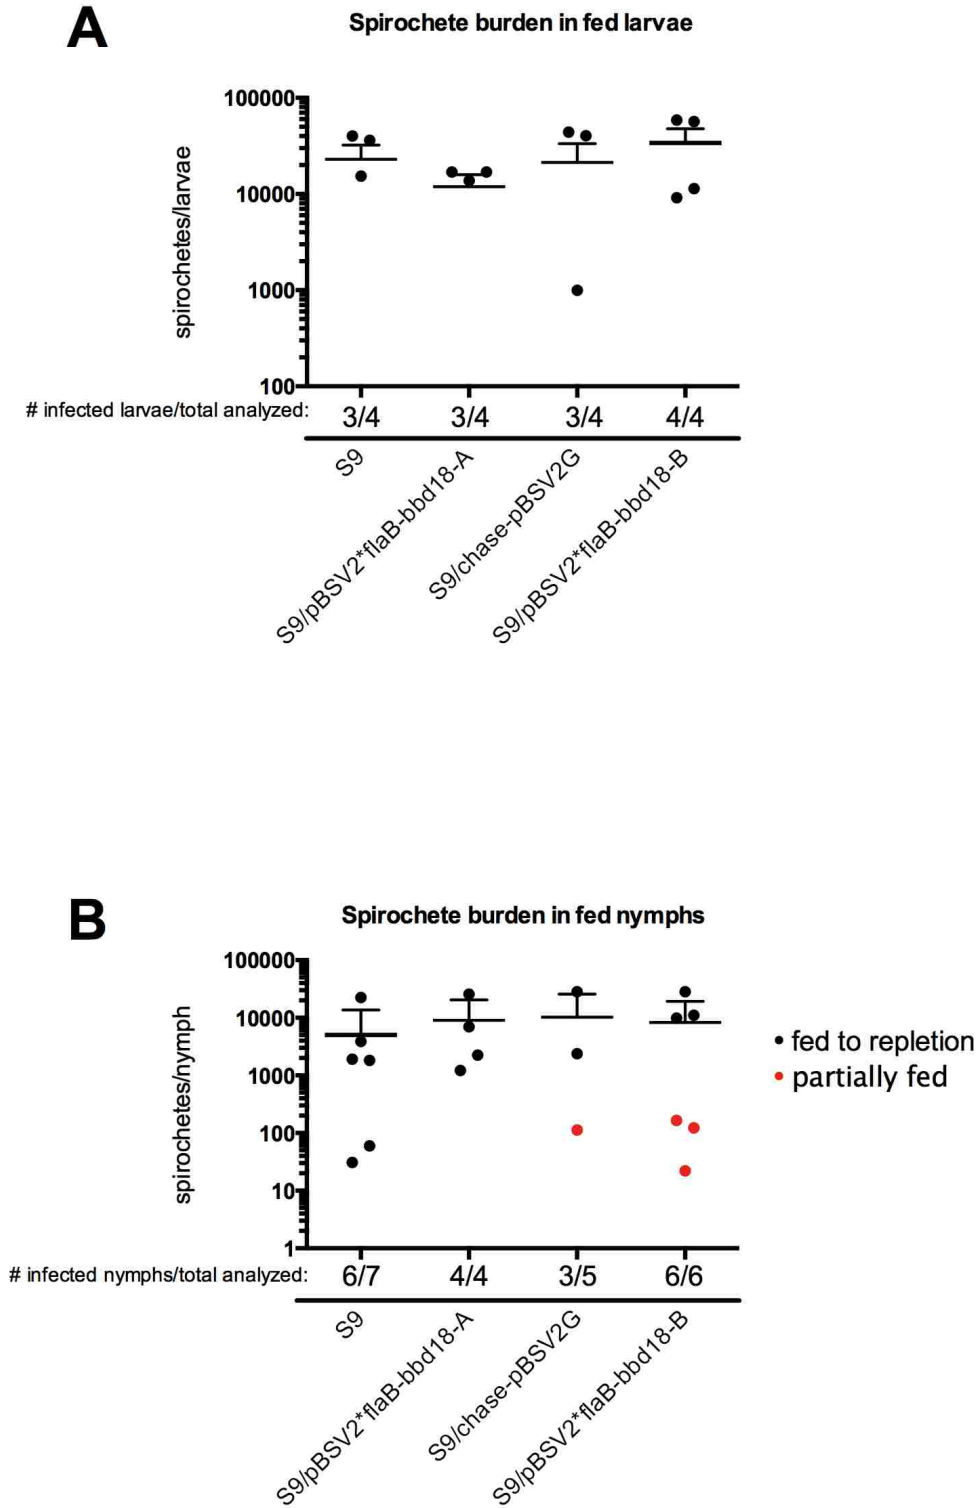 A
Spirochete burden in fed larvae
spirochetes/larvae
100000
10000
1000
100
# infected larvae/total analyzed:
3/4 3/4 3/4 4/4
S9
S9/pBSV2*flaB-bbd18-A
S9/chase-pBSV2G
S9/pBSV2*flaB-bbd18-B
B
Spirochete burden in fed nymphs
spirochetes/nymph
100000
10000
1000
100
10
1
fed to repletion
partially fed
# infected nymphs/total analyzed:
6/7 4/4 3/5 6/6
S9
S9/pBSV2*flaB-bbd18-A
S9/chase-pBSV2G
S9/pBSV2*flaB-bbd18-B